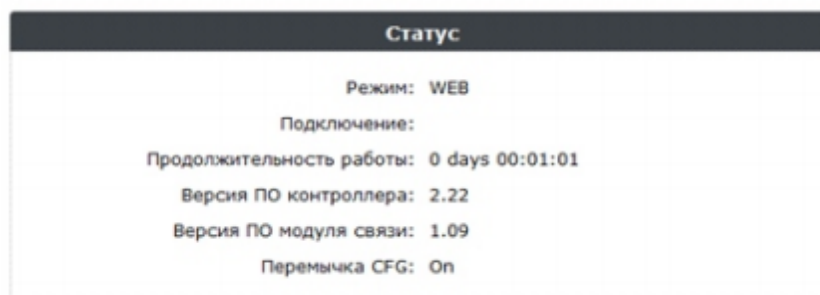 Статус
Режим: WEB
Подключение:
Продолжительность работы: 0 days 00:01:01
Версия ПО контроллера: 2.22
Версия ПО модуля связи: 1.09
Перемычка CFG: On